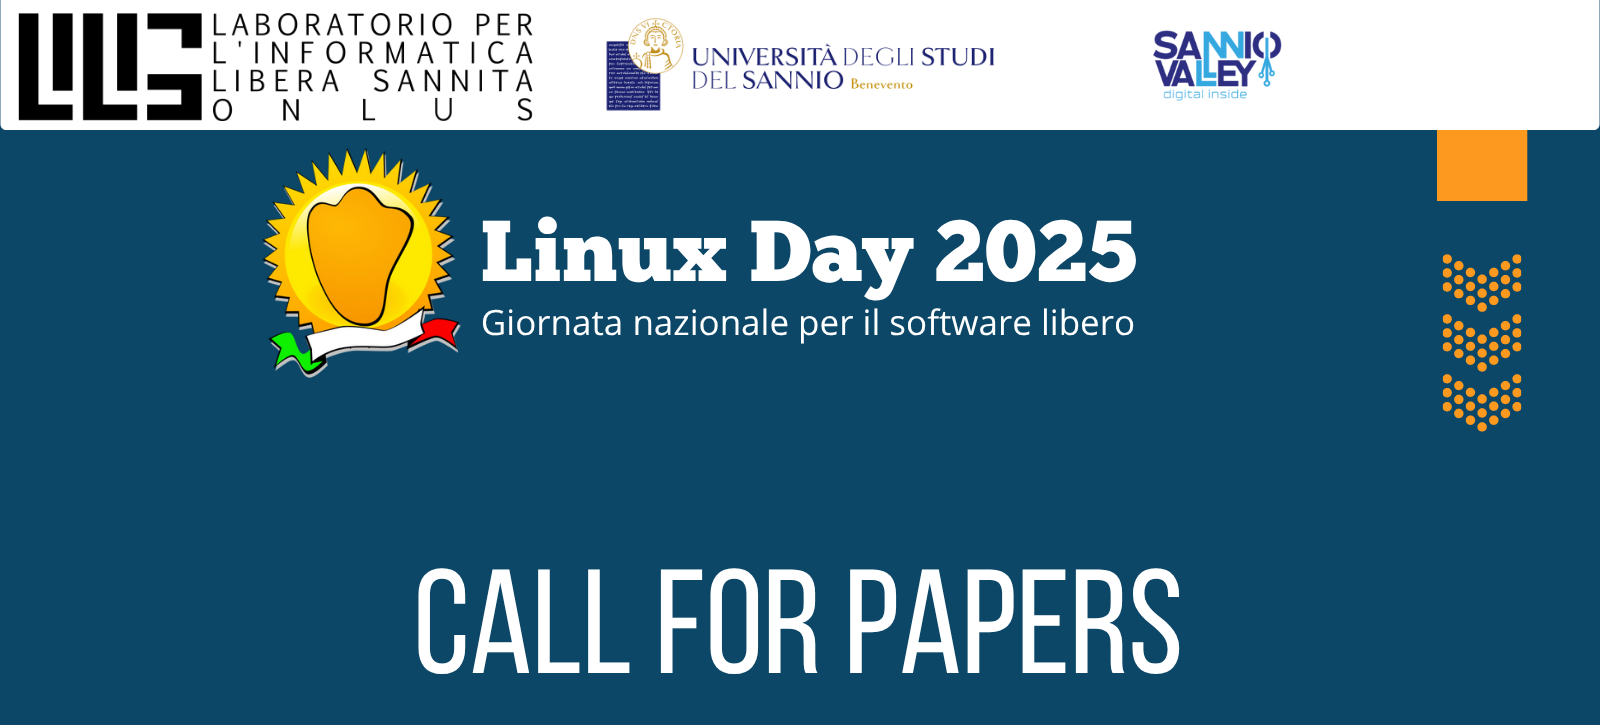 LABORATORIO PER
L'INFORMATICA
LIBERA SANNITA
ONLUS
UNIVERSITÀ DEGLI STUDI
DEL SANNIO Benevento
SANNIO
VALLEY
digital inside
Linux Day 2025
Giornata nazionale per il software libero
CALL FOR PAPERS